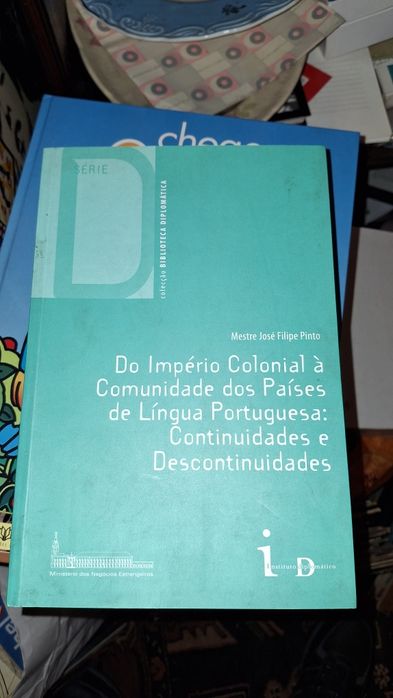 chega
SÉRIE
D
colecção BIBLIOTECA DIPLOMÁTICA
Mestre José Filipe Pinto
Do Império Colonial à
Comunidade dos Países
de Língua Portuguesa:
Continuidades e
Descontinuidades
Ministério dos Negócios Estrangeiros
iD
Instituto Diplomático